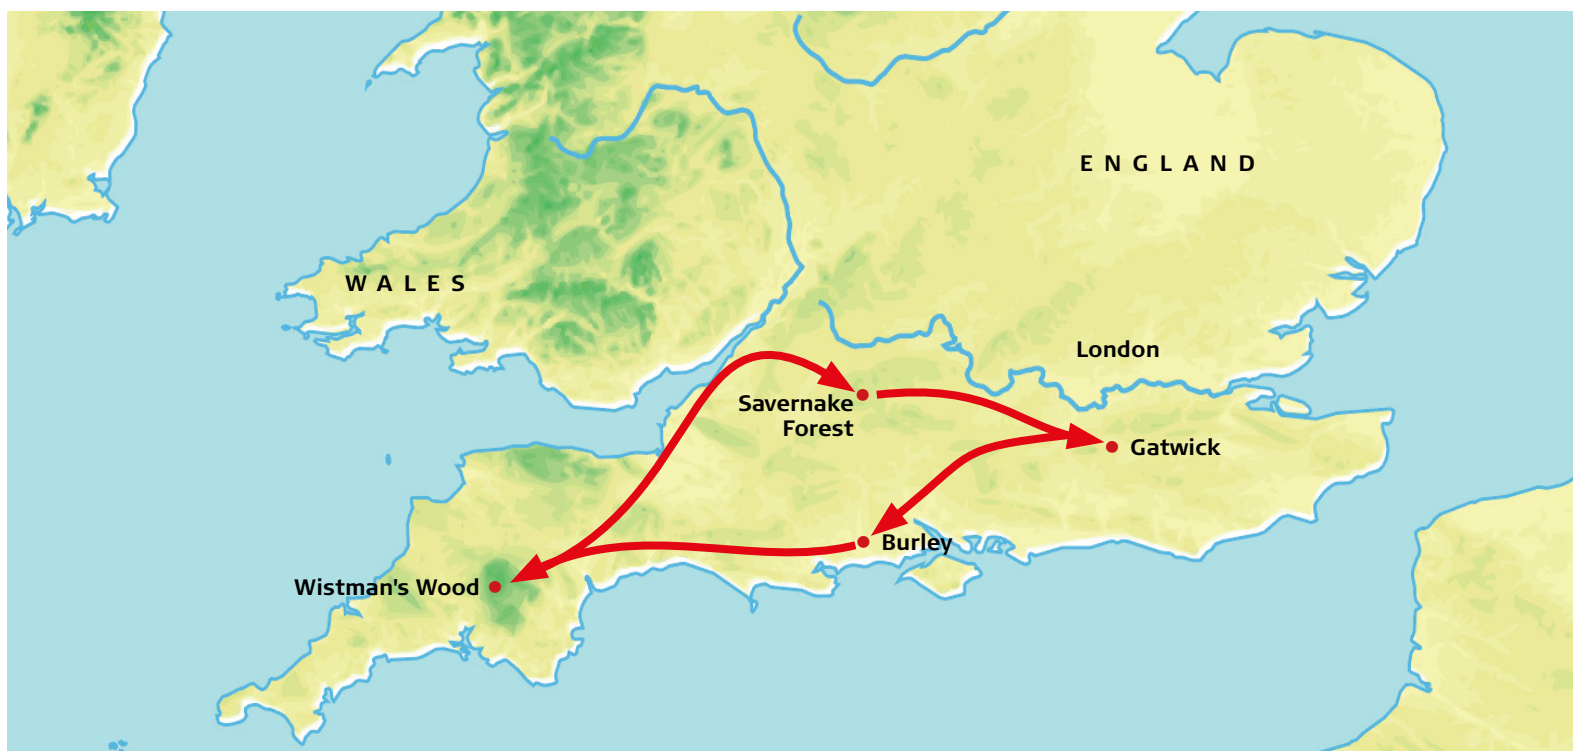 ENGLAND
WALES
London
Savernake
Forest
Gatwick
Burley
Wistman's Wood